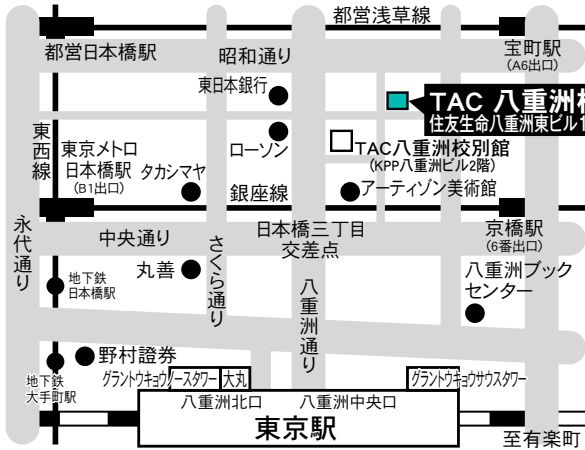 都営浅草線
都営日本橋駅
昭和通り
宝町駅
(A6出口)
東日本銀行
TAC 八重洲校
住友生命八重洲東ビル1
東西線
東京メトロ
日本橋駅
(B1出口)
タカシマヤ
ローソン
TAC八重洲校別館
(KPP八重洲ビル2階)
銀座線
アーティゾン美術館
永代通り
中央通り
さくら通り
日本橋三丁目
交差点
京橋駅
(6番出口)
地下鉄
日本橋駅
丸善
八重洲通り
八重洲ブック
センター
野村證券
地下鉄
大手町駅
グラントウキョウノースタワー
大丸
グラントウキョウサウスタワー
八重洲北口
八重洲中央口
東京駅
至有楽町